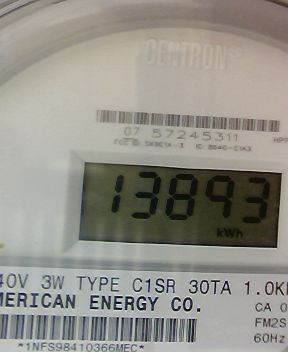 CENTRON®
07 57245311
13893
kWh
40V 3W TYPE C1SR 30TA 1.0K
MERICAN ENERGY CO.
CA 0
FM2S
60Hz
*1NFS98410366MEC*